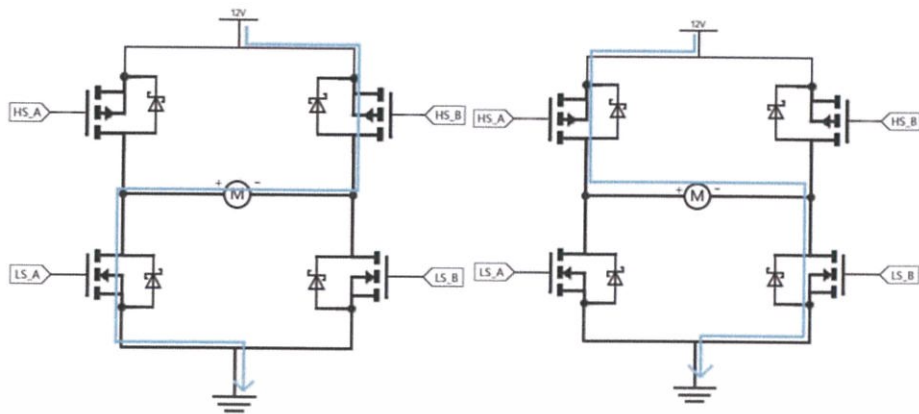 12V
HS_A
HS_B
+ M -
LS_A
LS_B
12V
HS_A
HS_B
+ M -
LS_A
LS_B